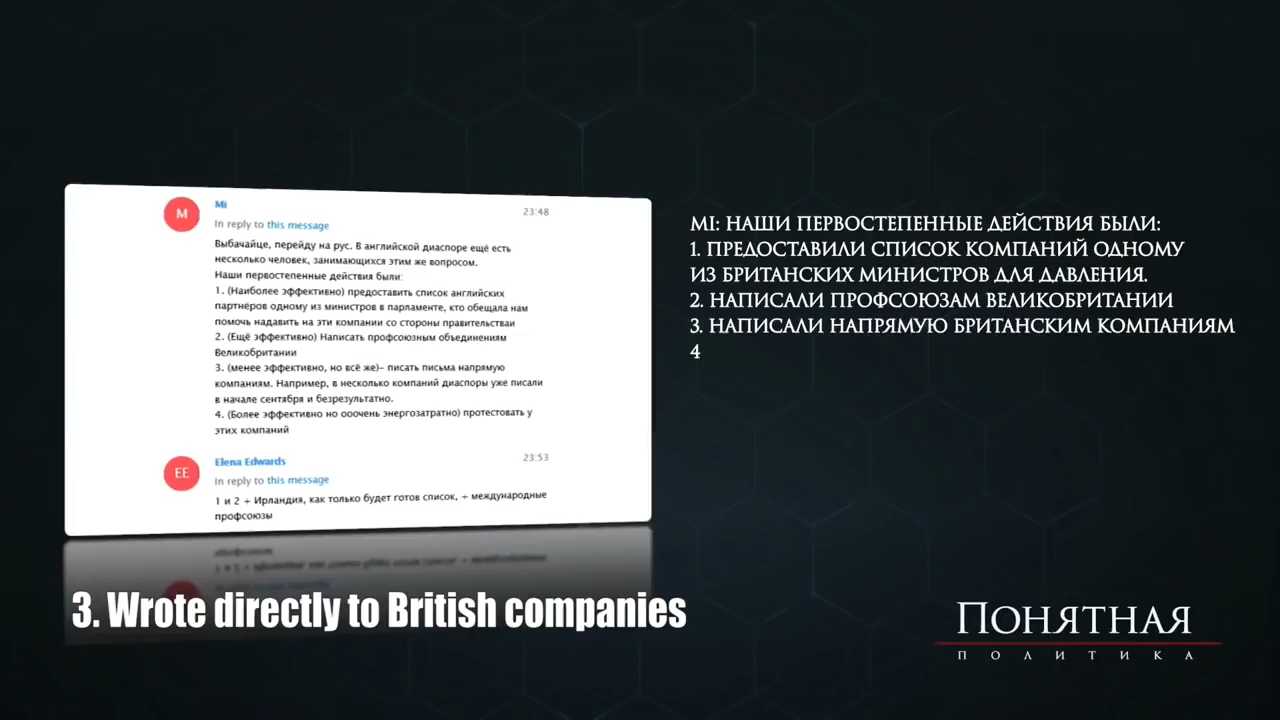 M
Mi
23:48
In reply to this message
Выбачайце, перейду на рус. В английской диаспоре ещё есть
несколько человек, занимающихся этим же вопросом.
Наши первостепенные действия были:
1. (Наиболее эффективно) предоставить список английских
партнёров одному из министров в парламенте, кто обещала нам
помочь надавить на эти компании со стороны правительстваи
2. (Ещё эффективно) Написать профсоюзным объединениям
Великобритании
3. (менее эффективно, но всё же)– писать письма напрямую
компаниям. Например, в несколько компаний диаспоры уже писали
в начале сентября и безрезультатно.
4. (Более эффективно но ооочень энергозатратно) протестовать у
этих компаний
EE
Elena Edwards
23:53
In reply to this message
1 и 2 + Ирландия, как только будет готов список, + международные
профсоюзы
MI: НАШИ ПЕРВОСТЕПЕННЫЕ ДЕЙСТВИЯ БЫЛИ:
1. ПРЕДОСТАВИЛИ СПИСОК КОМПАНИЙ ОДНОМУ
ИЗ БРИТАНСКИХ МИНИСТРОВ ДЛЯ ДАВЛЕНИЯ.
2. НАПИСАЛИ ПРОФСОЮЗАМ ВЕЛИКОБРИТАНИИ
3. НАПИСАЛИ НАПРЯМУЮ БРИТАНСКИМ КОМПАНИЯМ
4
3. Wrote directly to British companies
ПОНЯТНАЯ
ПОЛИТИКА